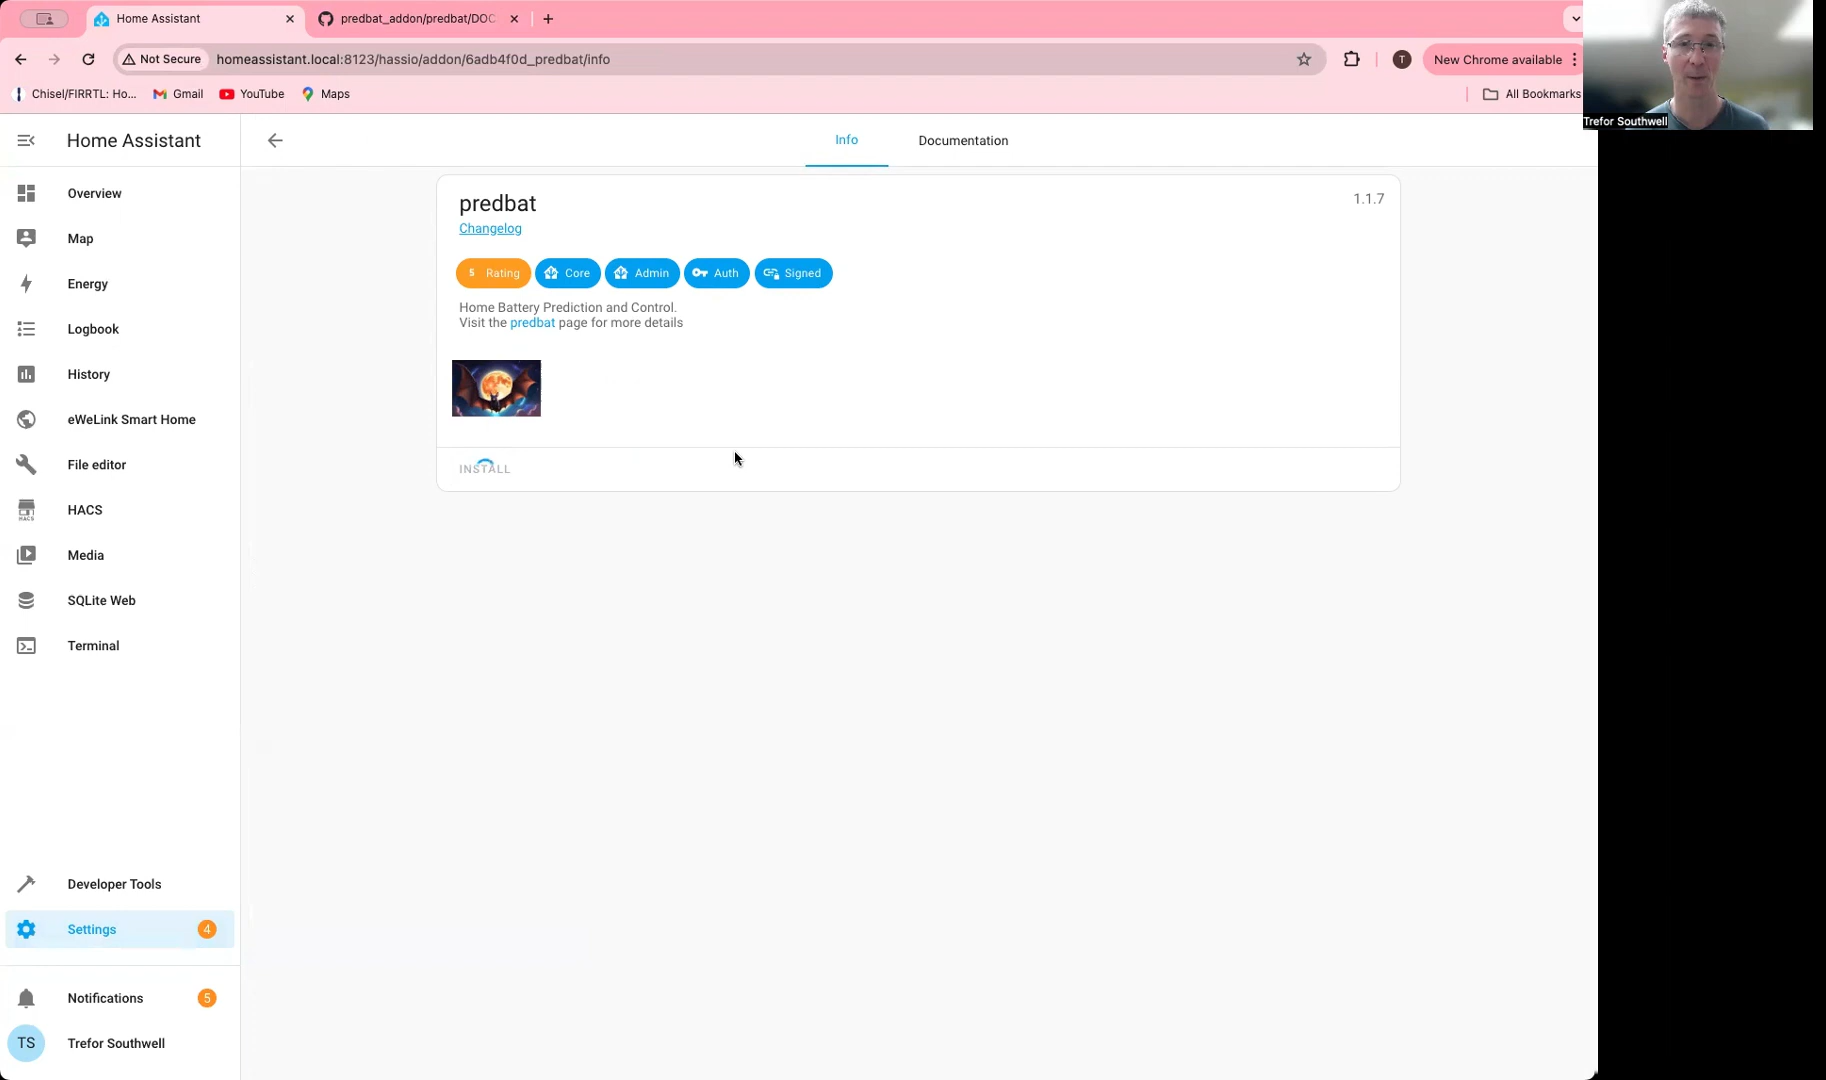 Home Assistant
predbat_addon/predbat/DOC
Not Secure
homeassistant.local:8123/hassio/addon/6adb4f0d_predbat/info
T
New Chrome available
Chisel/FIRRTL: Ho...
Gmail
YouTube
Maps
All Bookmarks
Trefor Southwell
Home Assistant
Info
Documentation
Overview
Map
Energy
Logbook
History
eWeLink Smart Home
File editor
HACS
HACS
Media
SQLite Web
Terminal
Developer Tools
Settings
4
Notifications
5
TS
Trefor Southwell
predbat
1.1.7
Changelog
5 Rating
Core
Admin
Auth
Signed
Home Battery Prediction and Control.
Visit the predbat page for more details
INSTALL